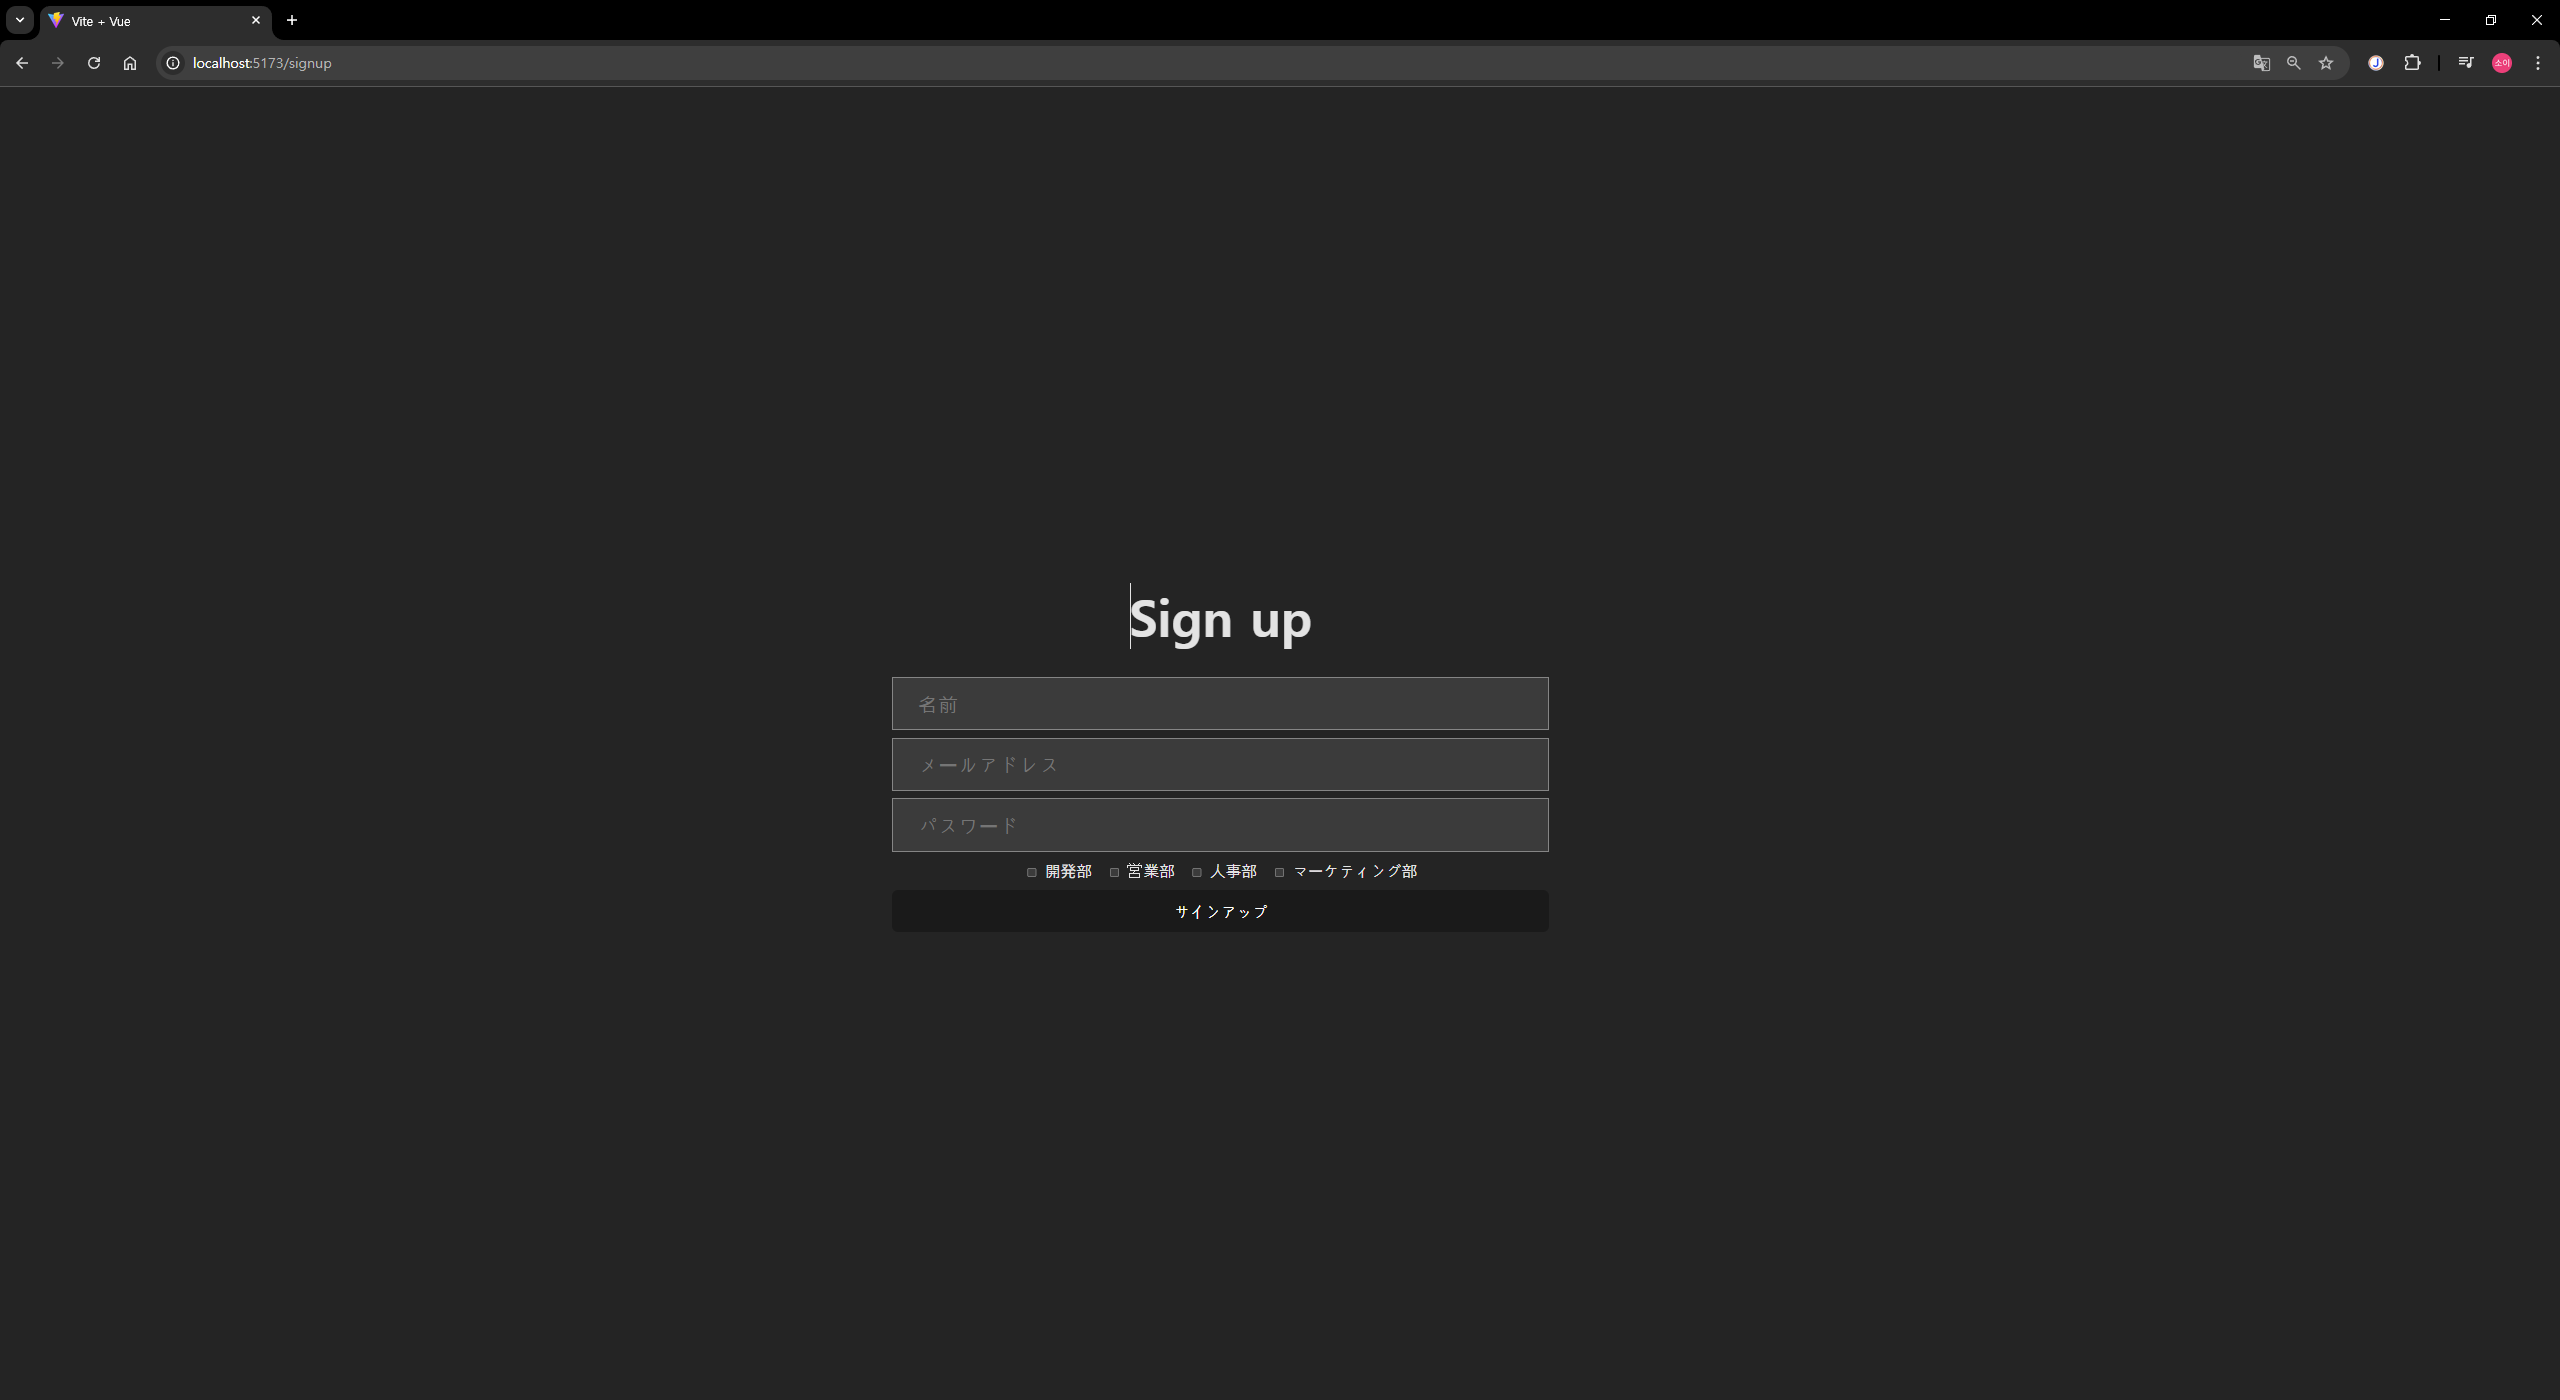 Vite + Vue
localhost:5173/signup
소이
Sign up
名前
メールアドレス
パスワード
開発部 営業部 人事部 マーケティング部
サインアップ